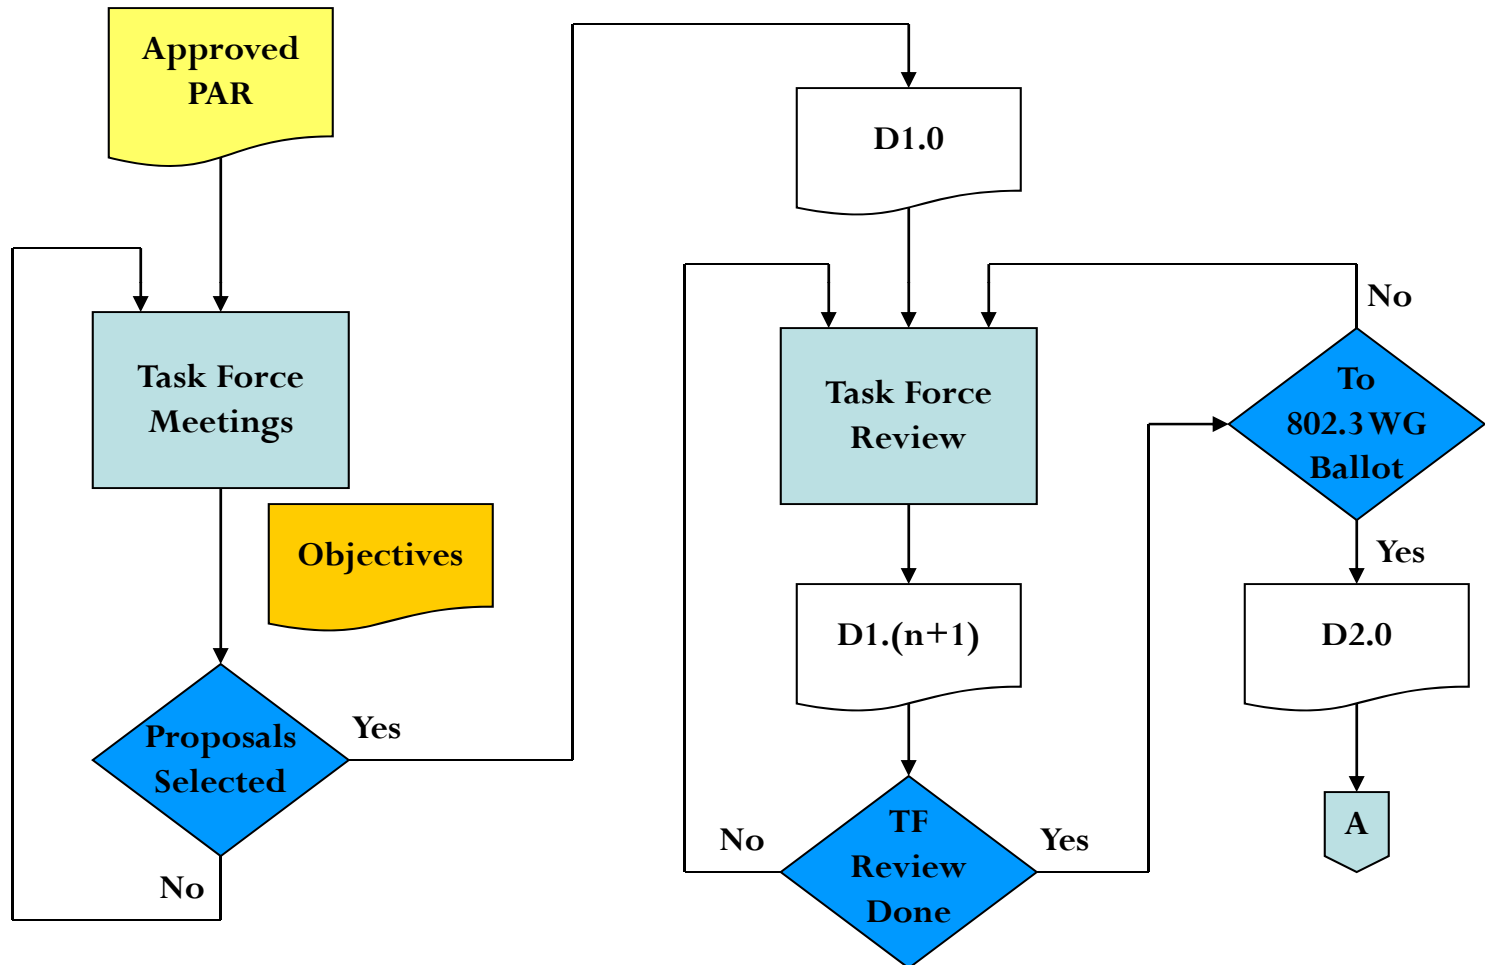 Approved
PAR
Task Force
Meetings
Objectives
Proposals
Selected
Yes
No
D1.0
Task Force
Review
D1.(n+1)
TF
Review
Done
No
Yes
To
802.3 WG
Ballot
No
Yes
D2.0
A